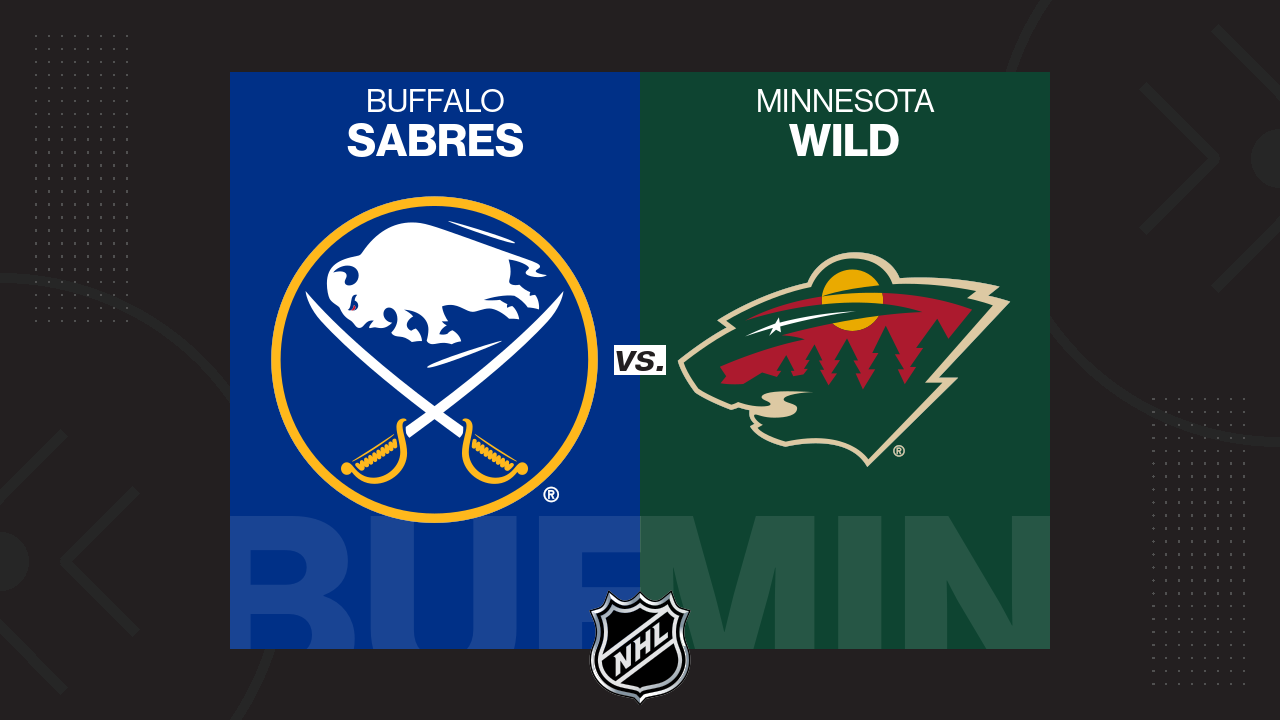 BUFFALO
SABRES
MINNESOTA
WILD
vs.
®
®
BUF
MIN
NHL